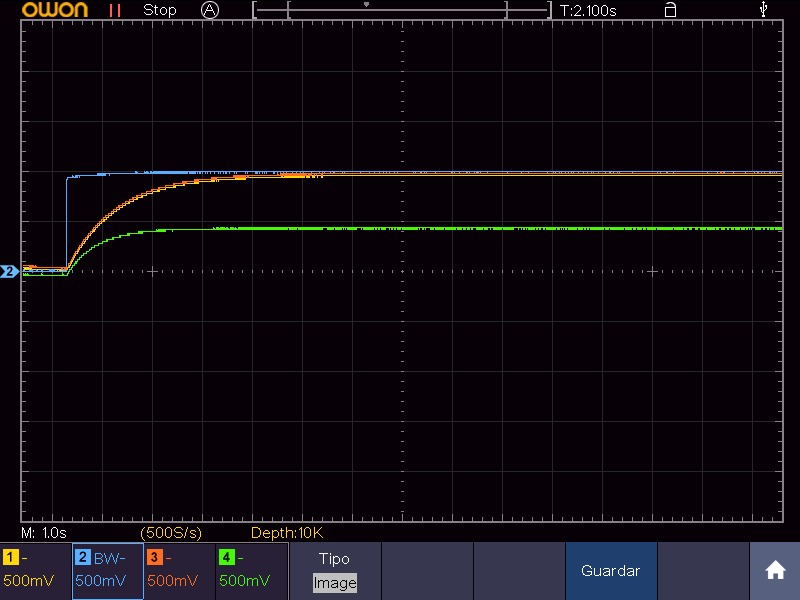 OWON Stop A T:2.100s
2
M: 1.0s (500S/s) Depth:10K
1 - 2 BW- 3 - 4 - Tipo
500mV 500mV 500mV 500mV Image Guardar